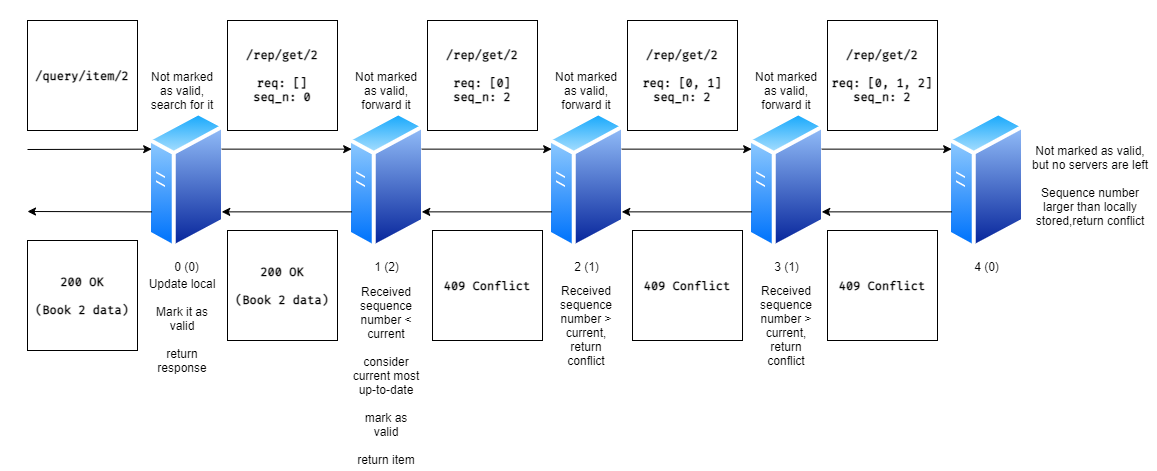 /query/item/2
Not marked
as valid,
search for it
/rep/get/2
req: []
seq_n: 0
Not marked
as valid,
forward it
/rep/get/2
req: [0]
seq_n: 2
Not marked
as valid,
forward it
/rep/get/2
req: [0, 1]
seq_n: 2
Not marked
as valid,
forward it
/rep/get/2
req: [0, 1, 2]
seq_n: 2
Not marked as valid,
but no servers are left
Sequence number
larger than locally
stored,return conflict
200 OK
(Book 2 data)
0 (0)
Update local
Mark it as
valid
return
response
200 OK
(Book 2 data)
1 (2)
Received
sequence
number <
current
consider
current most
up-to-date
mark as
valid
return item
409 Conflict
2 (1)
Received
sequence
number >
current,
return
conflict
409 Conflict
3 (1)
Received
sequence
number >
current,
return
conflict
409 Conflict
4 (0)